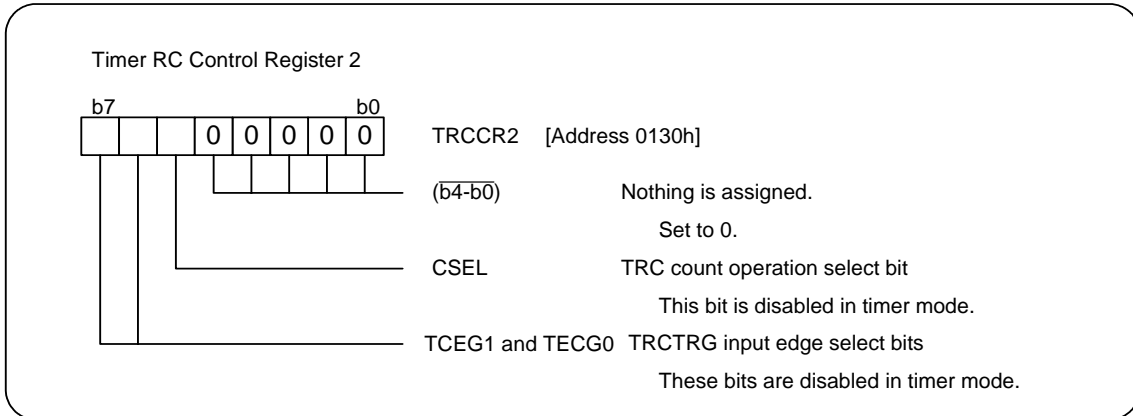 Timer RC Control Register 2
b7 b0
0 0 0 0 0 TRCCR2 [Address 0130h]
(b4-b0) Nothing is assigned.
Set to 0.
CSEL TRC count operation select bit
This bit is disabled in timer mode.
TCEG1 and TECG0 TRCTRG input edge select bits
These bits are disabled in timer mode.